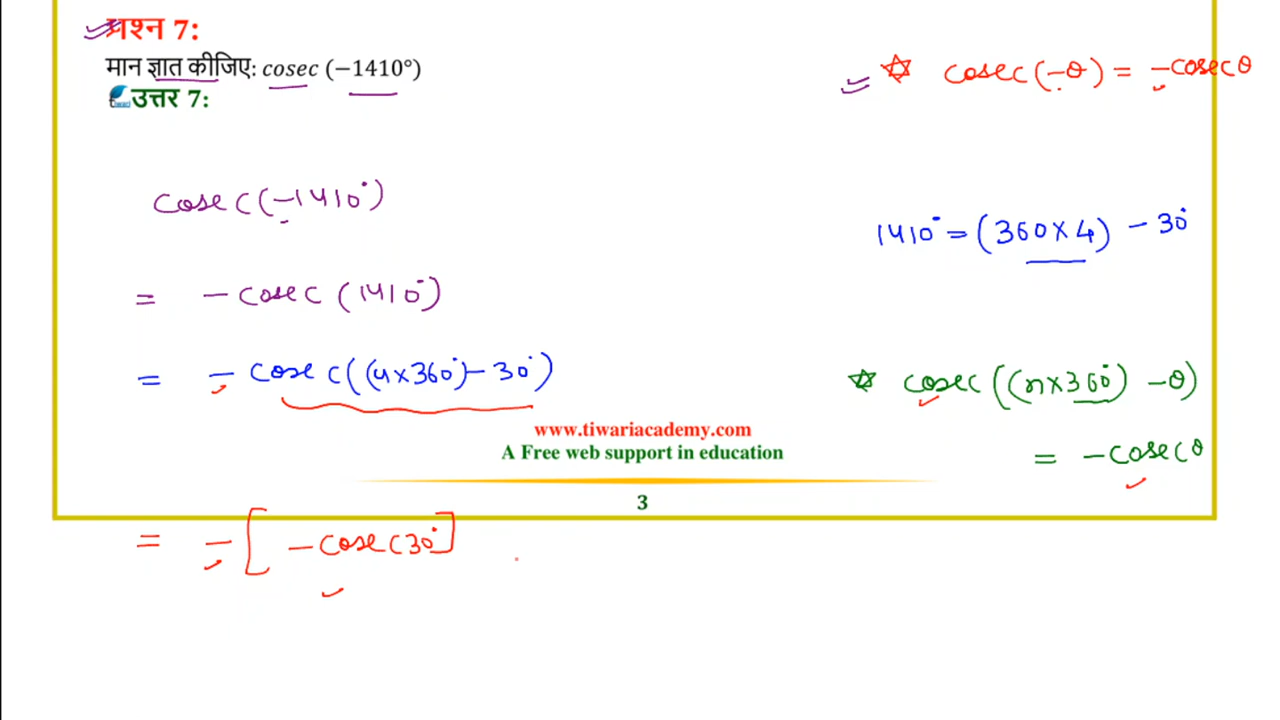 प्रश्न 7:
मान ज्ञात कीजिए: cosec (−1410°)
उत्तर 7:
☆ cosec(-θ) = -cosecθ
cosec(-1410°)
1410° = (360×4) - 30°
= - cosec (1410°)
= - cosec((4×360°)-30°)
☆ cosec((n×360°) -θ)
= -cosecθ
www.tiwariacademy.com
A Free web support in education
3
= - [ -cosec(30° ]